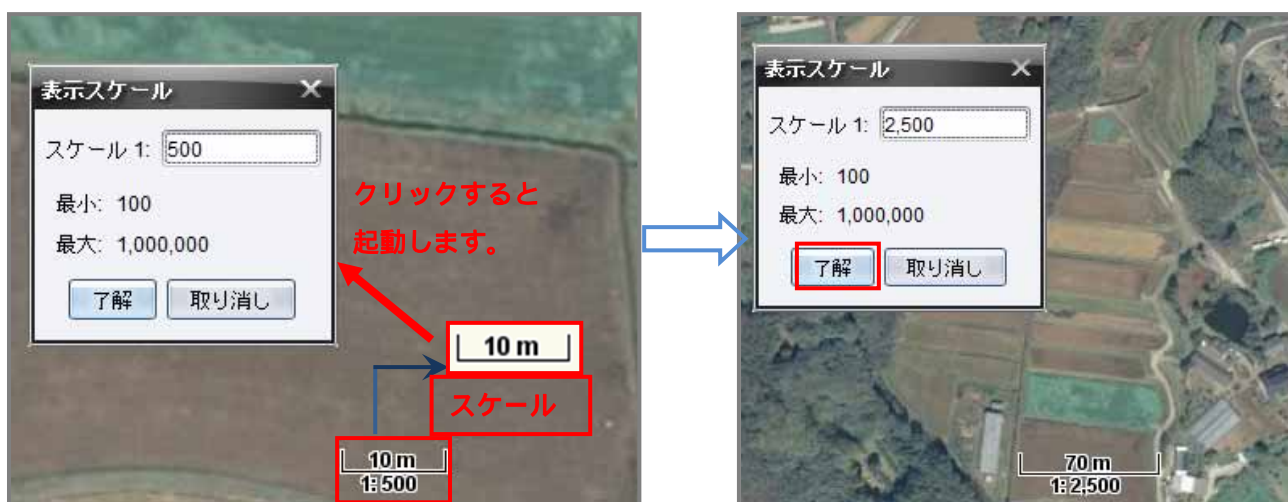 表示スケール
スケール 1: 500
最小: 100
最大: 1,000,000
了解 取り消し
クリックすると
起動します。
10 m
スケール
10 m
1: 500
表示スケール
スケール 1: 2,500
最小: 100
最大: 1,000,000
了解 取り消し
70 m
1: 2,500